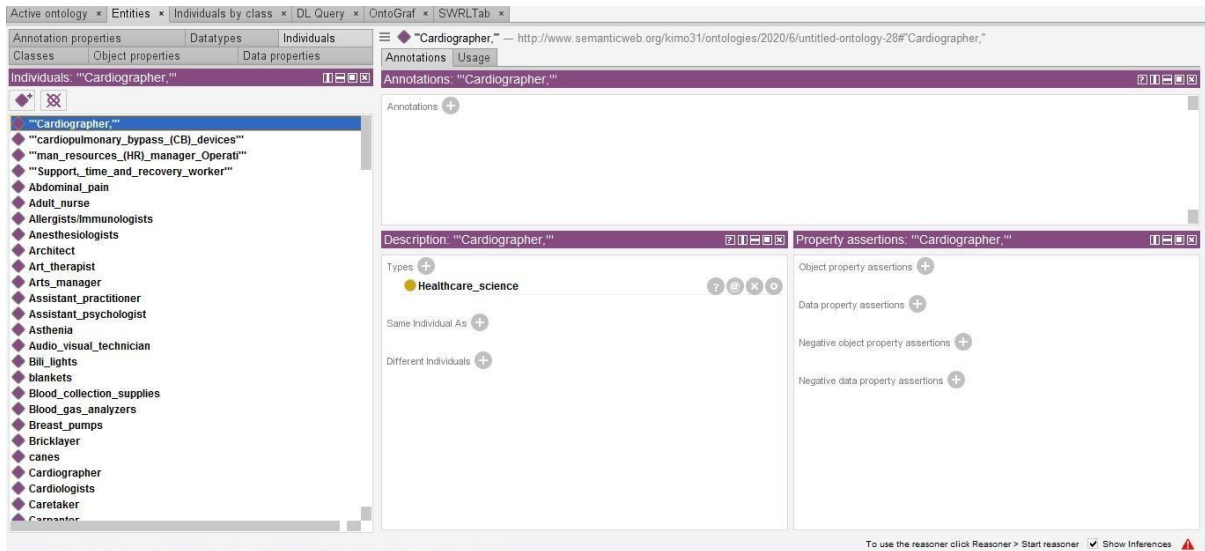 Active ontology × Entities × Individuals by class × DL Query × OntoGraf × SWRLTab ×
Annotation properties Datatypes Individuals
Classes Object properties Data properties
Individuals: '"Cardiographer,"'
'"Cardiographer,"'
'"cardiopulmonary_bypass_(CB)_devices"'
'"man_resources_(HR)_manager_Operati"'
'"Support,_time_and_recovery_worker"'
Abdominal_pain
Adult_nurse
Allergists/Immunologists
Anesthesiologists
Architect
Art_therapist
Arts_manager
Assistant_practitioner
Assistant_psychologist
Asthenia
Audio_visual_technician
Bili_lights
blankets
Blood_collection_supplies
Blood_gas_analyzers
Breast_pumps
Bricklayer
canes
Cardiographer
Cardiologists
Caretaker
Carpantor
'"Cardiographer,"' — http://www.semanticweb.org/kimo31/ontologies/2020/6/untitled-ontology-28#"Cardiographer,"
Annotations Usage
Annotations: '"Cardiographer,"'
Annotations
Description: '"Cardiographer,"'
Types
Healthcare_science
Same Individual As
Different Individuals
Property assertions: '"Cardiographer,"'
Object property assertions
Data property assertions
Negative object property assertions
Negative data property assertions
To use the reasoner click Reasoner > Start reasoner Show Inferences